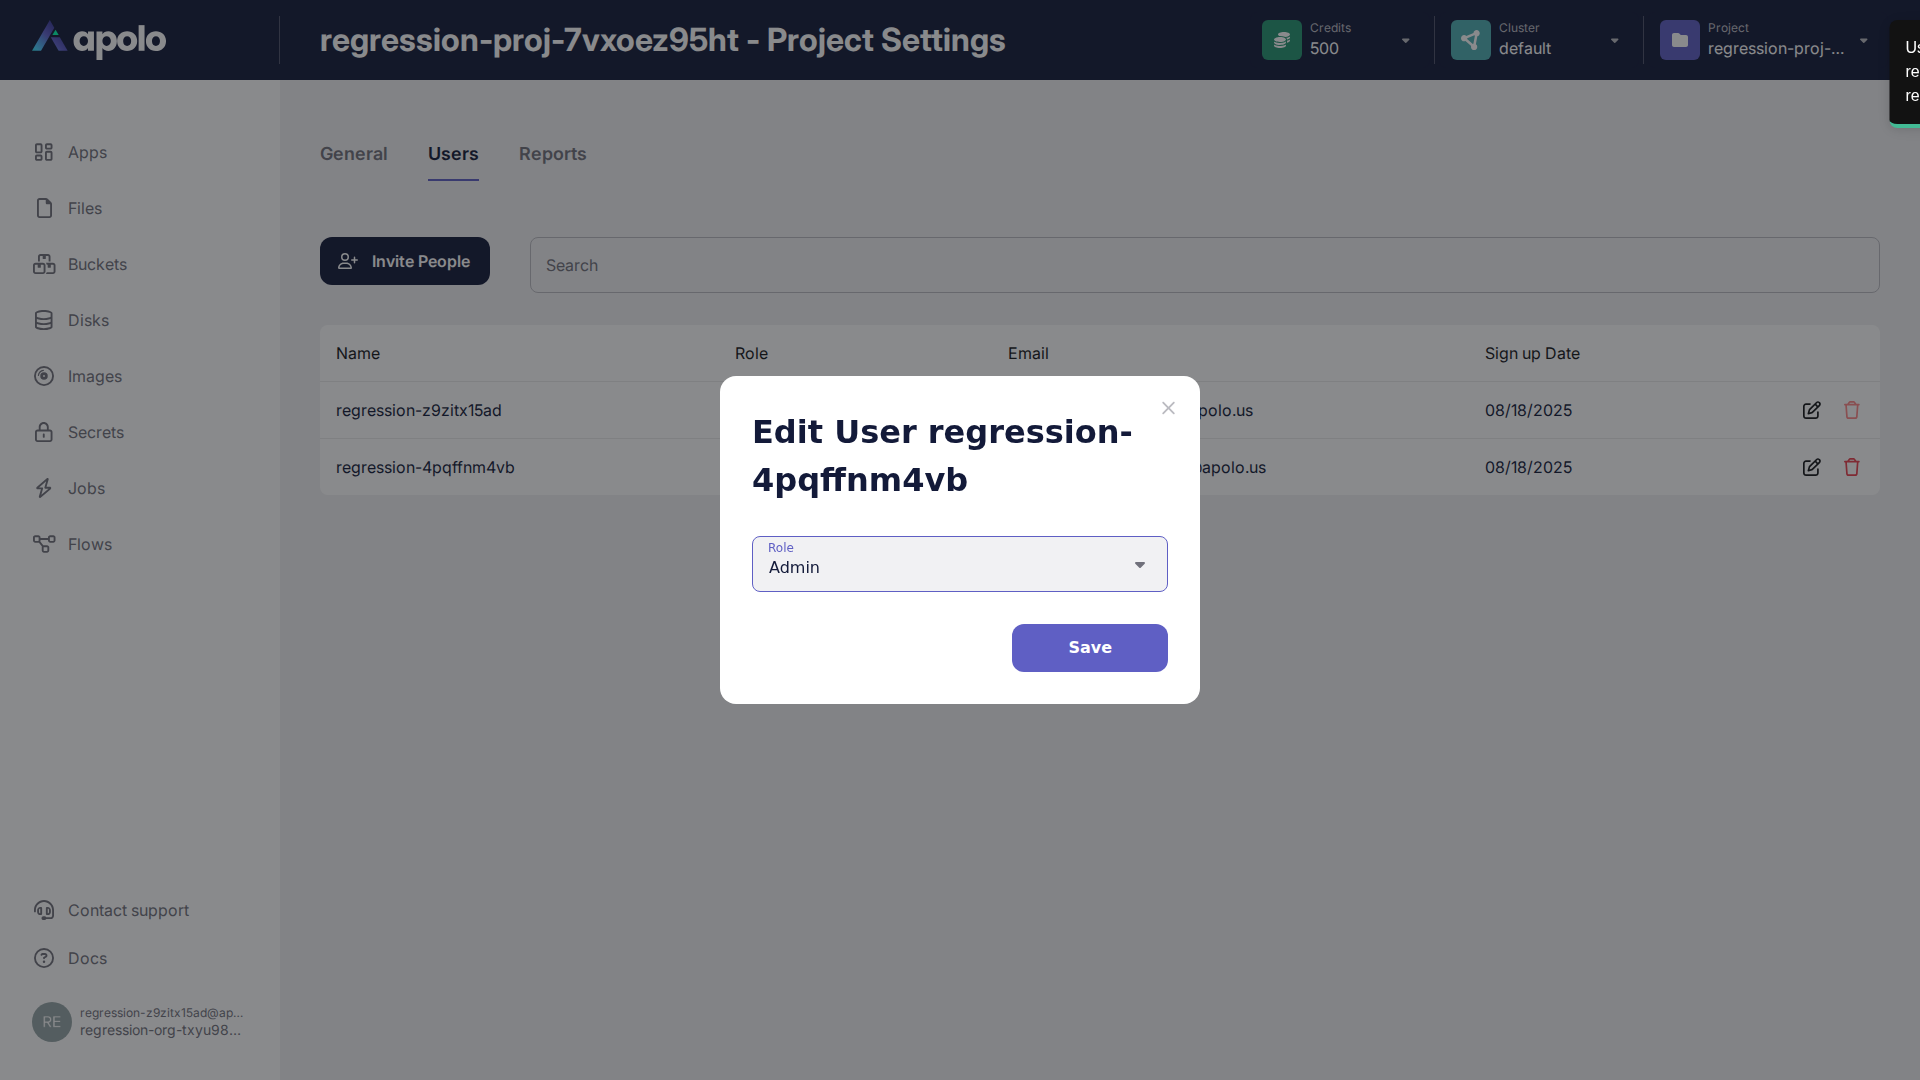 apolo
regression-proj-7vxoez95ht - Project Settings
Credits
500
Cluster
default
Project
regression-proj-...
Us
re
re
Apps
Files
Buckets
Disks
Images
Secrets
Jobs
Flows
Contact support
Docs
RE
regression-z9zitx15ad@ap...
regression-org-txyu98...
General
Users
Reports
Invite People
Search
Name
Role
Email
Sign up Date
regression-z9zitx15ad
polo.us
08/18/2025
regression-4pqffnm4vb
apolo.us
08/18/2025
Edit User regression-
4pqffnm4vb
Role
Admin
Save